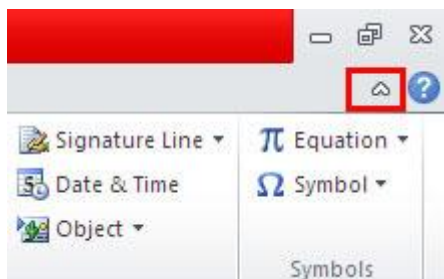 Signature Line
π Equation
Date & Time
Ω Symbol
Object
Symbols